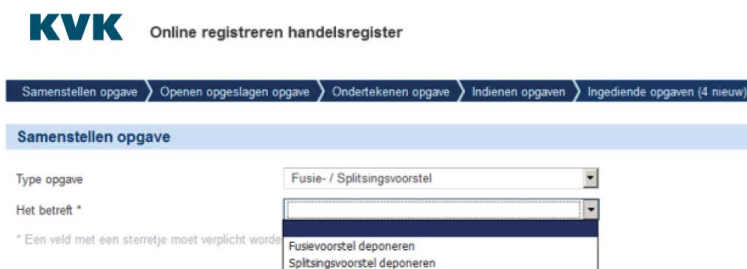 KVK Online registreren handelsregister
Samenstellen opgave Openen opgeslagen opgave Ondertekenen opgave Indienen opgaven Ingediende opgaven (4 nieuw)
Samenstellen opgave
Type opgave Fusie- / Splitsingsvoorstel
Het betreft *
* Een veld met een sterretje moet verplicht worde
Fusievoorstel deponeren
Splitsingsvoorstel deponeren